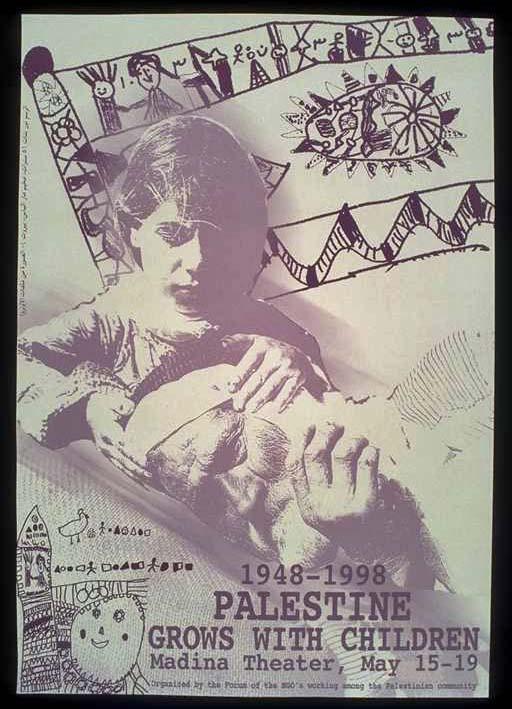 1948-1998
PALESTINE
GROWS WITH CHILDREN
Madina Theater, May 15-19
Organized by the Forum of the NGO's working among the Palestinian community